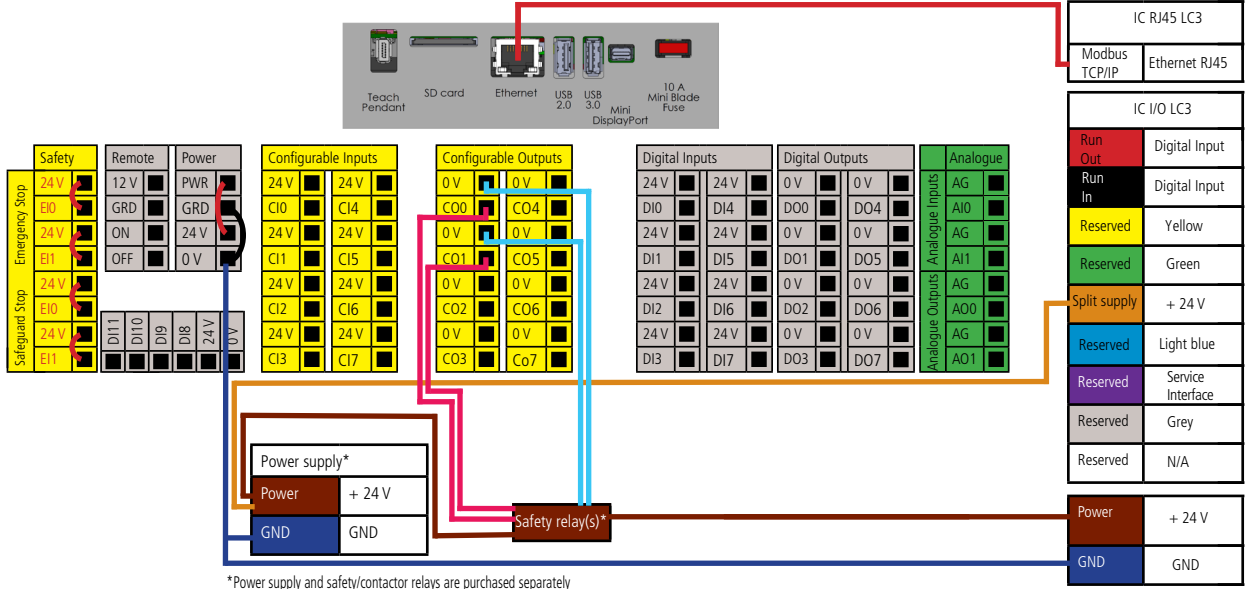 IC RJ45 LC3
Modbus TCP/IP Ethernet RJ45
Teach Pendant
SD card
Ethernet
USB 2.0
USB 3.0
Mini DisplayPort
10 A Mini Blade Fuse
IC I/O LC3
Run Out Digital Input
Run In Digital Input
Reserved Yellow
Reserved Green
Split supply + 24 V
Reserved Light blue
Reserved Service Interface
Reserved Grey
Reserved N/A
Power + 24 V
GND GND
Safety
Emergency Stop
24 V
EI0
24 V
EI1
Safeguard Stop
24 V
EI0
24 V
EI1
Remote
12 V
GRD
ON
OFF
Power
PWR
GRD
24 V
0 V
DI11
DI10
DI9
DI8
24 V
0V
Configurable Inputs
24 V 24 V
CI0 CI4
24 V 24 V
CI1 CI5
24 V 24 V
CI2 CI6
24 V 24 V
CI3 CI7
Configurable Outputs
0 V 0 V
CO0 CO4
0 V 0 V
CO1 CO5
0 V 0 V
CO2 CO6
0 V 0 V
CO3 Co7
Digital Inputs
24 V 24 V
DI0 DI4
24 V 24 V
DI1 DI5
24 V 24 V
DI2 DI6
24 V 24 V
DI3 DI7
Digital Outputs
0 V 0 V
DO0 DO4
0 V 0 V
DO1 DO5
0 V 0 V
DO2 DO6
0 V 0 V
DO3 DO7
Analogue
Analogue Inputs
AG
AI0
AG
AI1
Analogue Outputs
AG
AO0
AG
AO1
Power supply*
Power + 24 V
GND GND
Safety relay(s)*
*Power supply and safety/contactor relays are purchased separately